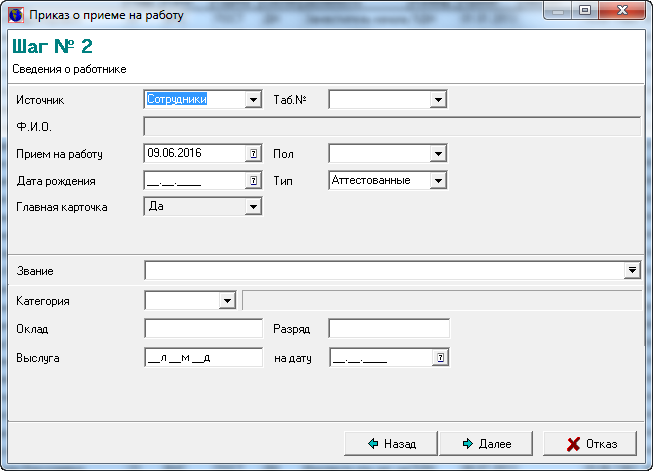 Приказ о приеме на работу
Шаг № 2
Сведения о работнике
Источник Сотрудники Таб.№
Ф.И.О.
Прием на работу 09.06.2016 Пол
Дата рождения __.__.____ Тип Аттестованные
Главная карточка Да
Звание
Категория
Оклад Разряд
Выслуга __л __м __д на дату __.__.____
Назад Далее Отказ